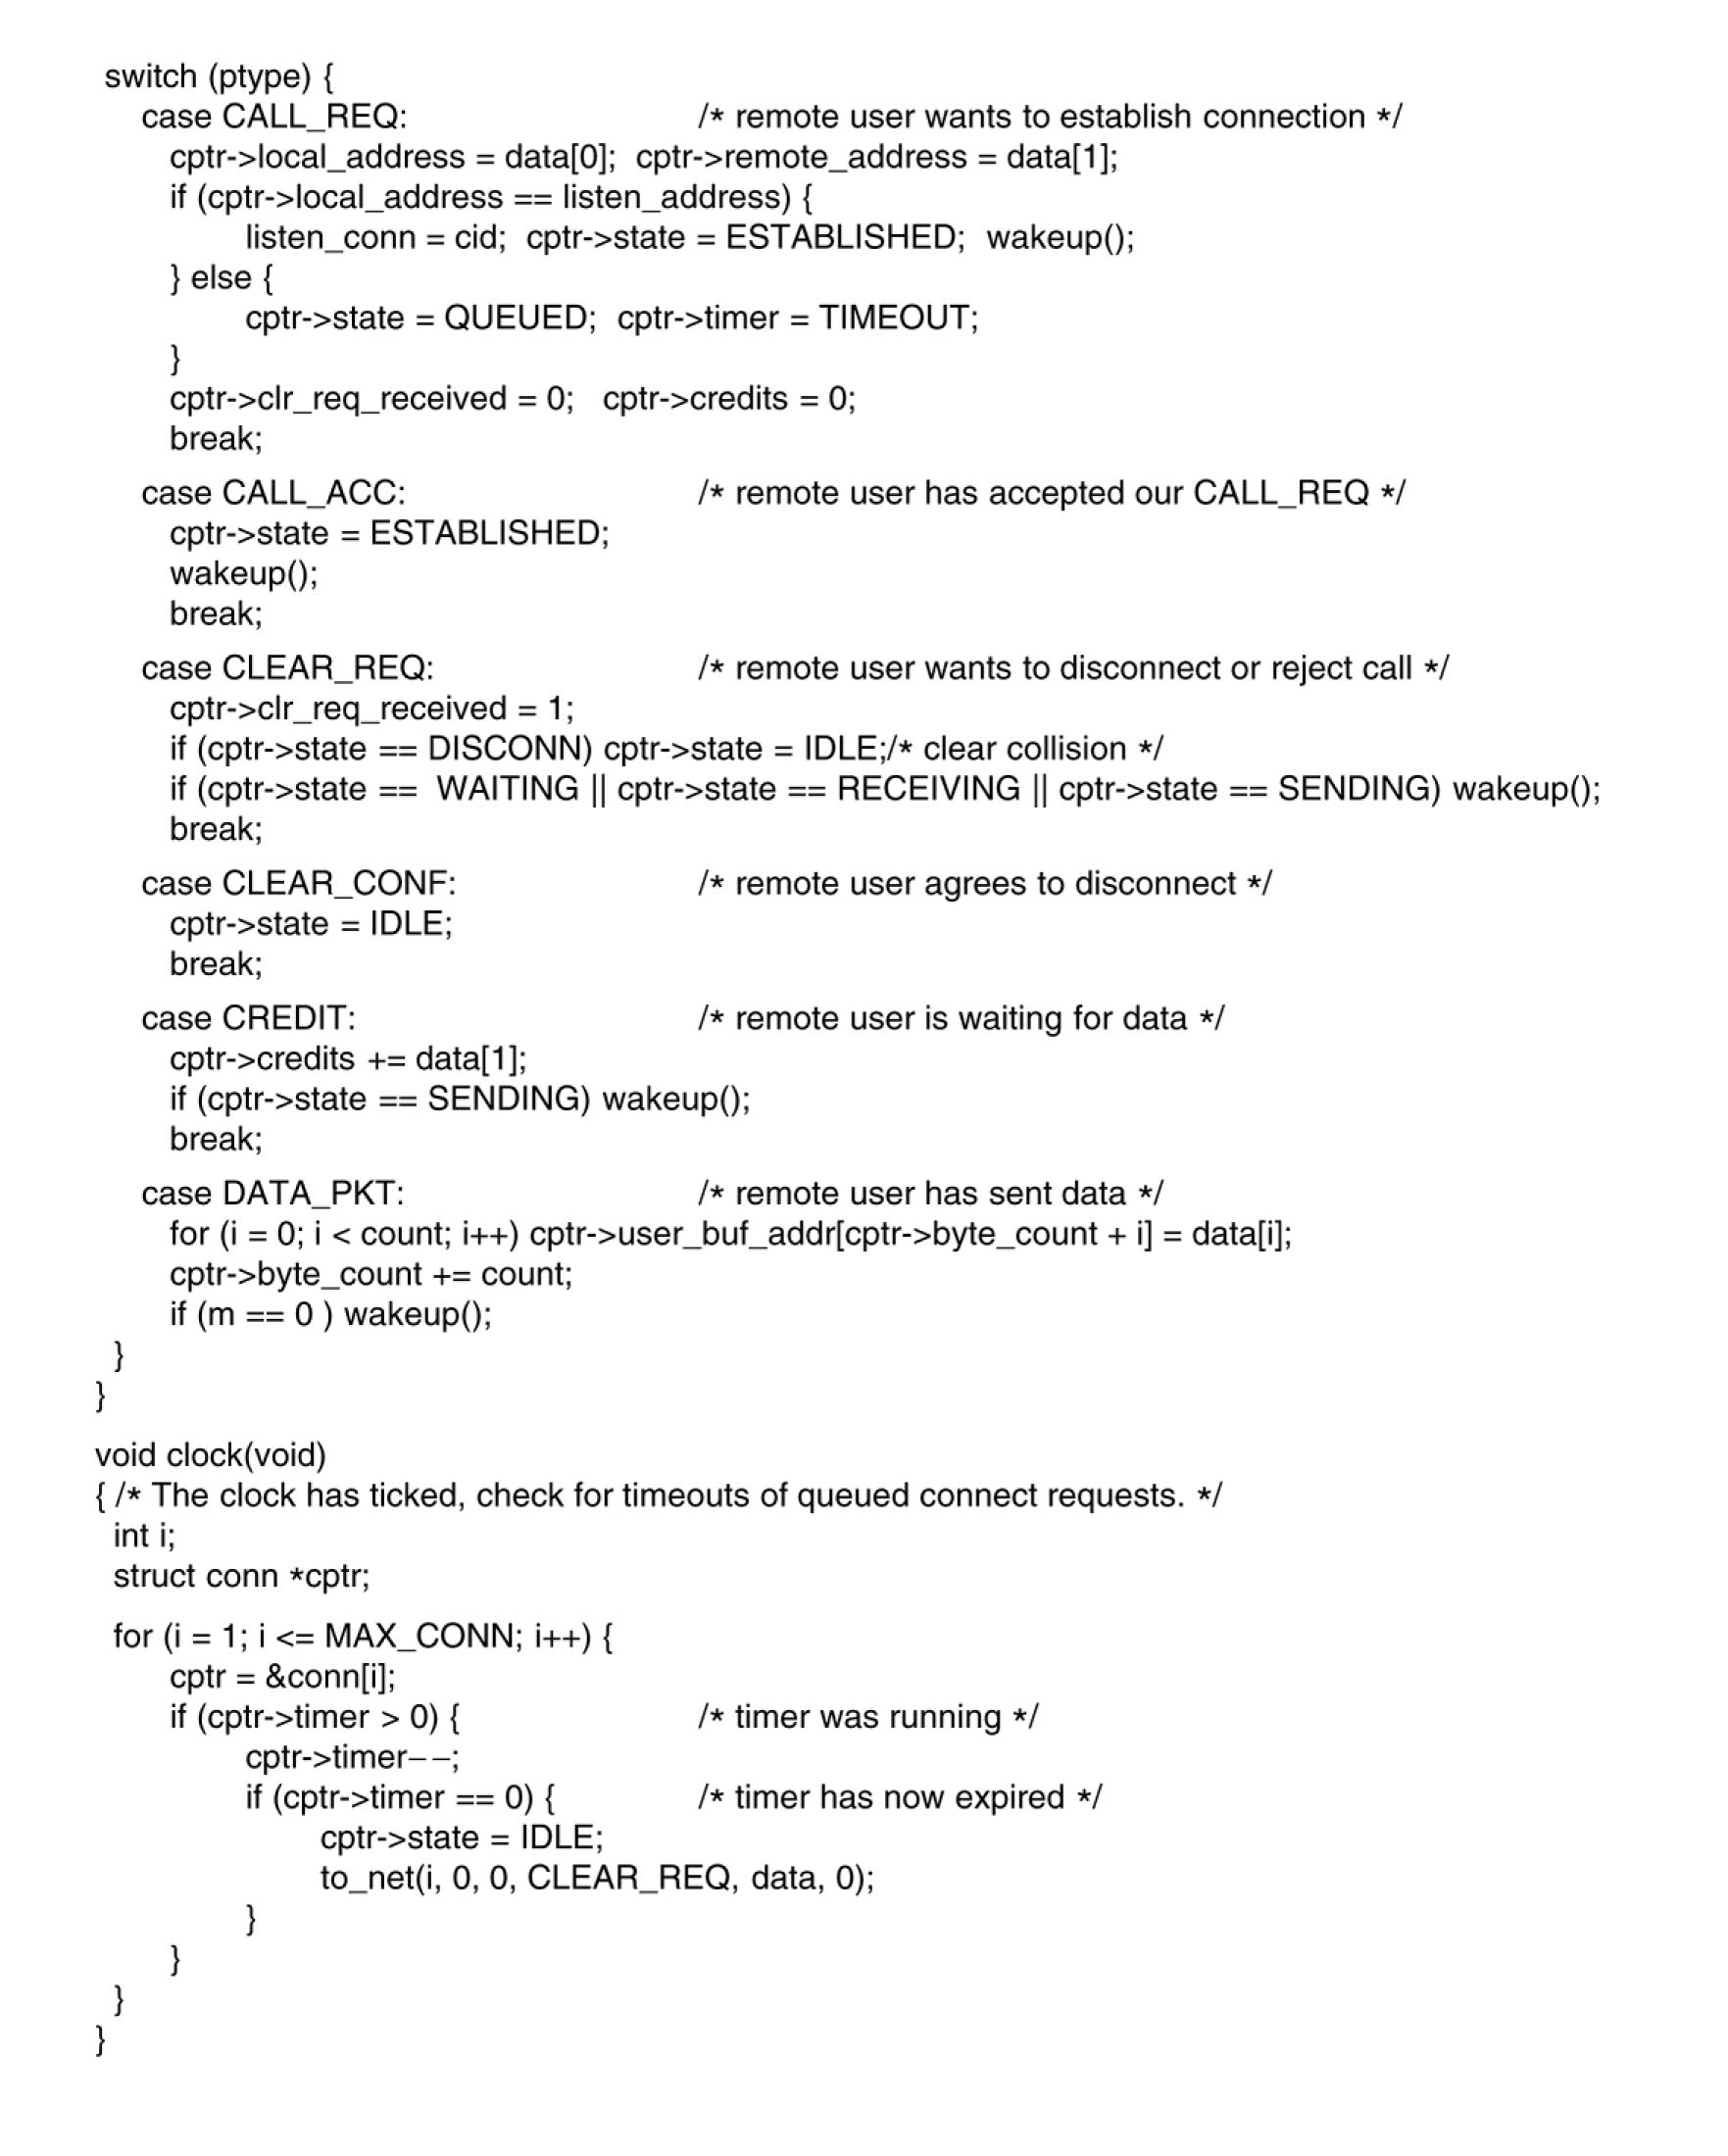 switch (ptype) {
case CALL_REQ: /* remote user wants to establish connection */
cptr->local_address = data[0]; cptr->remote_address = data[1];
if (cptr->local_address == listen_address) {
listen_conn = cid; cptr->state = ESTABLISHED; wakeup();
} else {
cptr->state = QUEUED; cptr->timer = TIMEOUT;
}
cptr->clr_req_received = 0; cptr->credits = 0;
break;
case CALL_ACC: /* remote user has accepted our CALL_REQ */
cptr->state = ESTABLISHED;
wakeup();
break;
case CLEAR_REQ: /* remote user wants to disconnect or reject call */
cptr->clr_req_received = 1;
if (cptr->state == DISCONN) cptr->state = IDLE;/* clear collision */
if (cptr->state == WAITING || cptr->state == RECEIVING || cptr->state == SENDING) wakeup();
break;
case CLEAR_CONF: /* remote user agrees to disconnect */
cptr->state = IDLE;
break;
case CREDIT: /* remote user is waiting for data */
cptr->credits += data[1];
if (cptr->state == SENDING) wakeup();
break;
case DATA_PKT: /* remote user has sent data */
for (i = 0; i < count; i++) cptr->user_buf_addr[cptr->byte_count + i] = data[i];
cptr->byte_count += count;
if (m == 0 ) wakeup();
}
}
void clock(void)
{ /* The clock has ticked, check for timeouts of queued connect requests. */
int i;
struct conn *cptr;
for (i = 1; i <= MAX_CONN; i++) {
cptr = &conn[i];
if (cptr->timer > 0) { /* timer was running */
cptr->timer−−;
if (cptr->timer == 0) { /* timer has now expired */
cptr->state = IDLE;
to_net(i, 0, 0, CLEAR_REQ, data, 0);
}
}
}
}